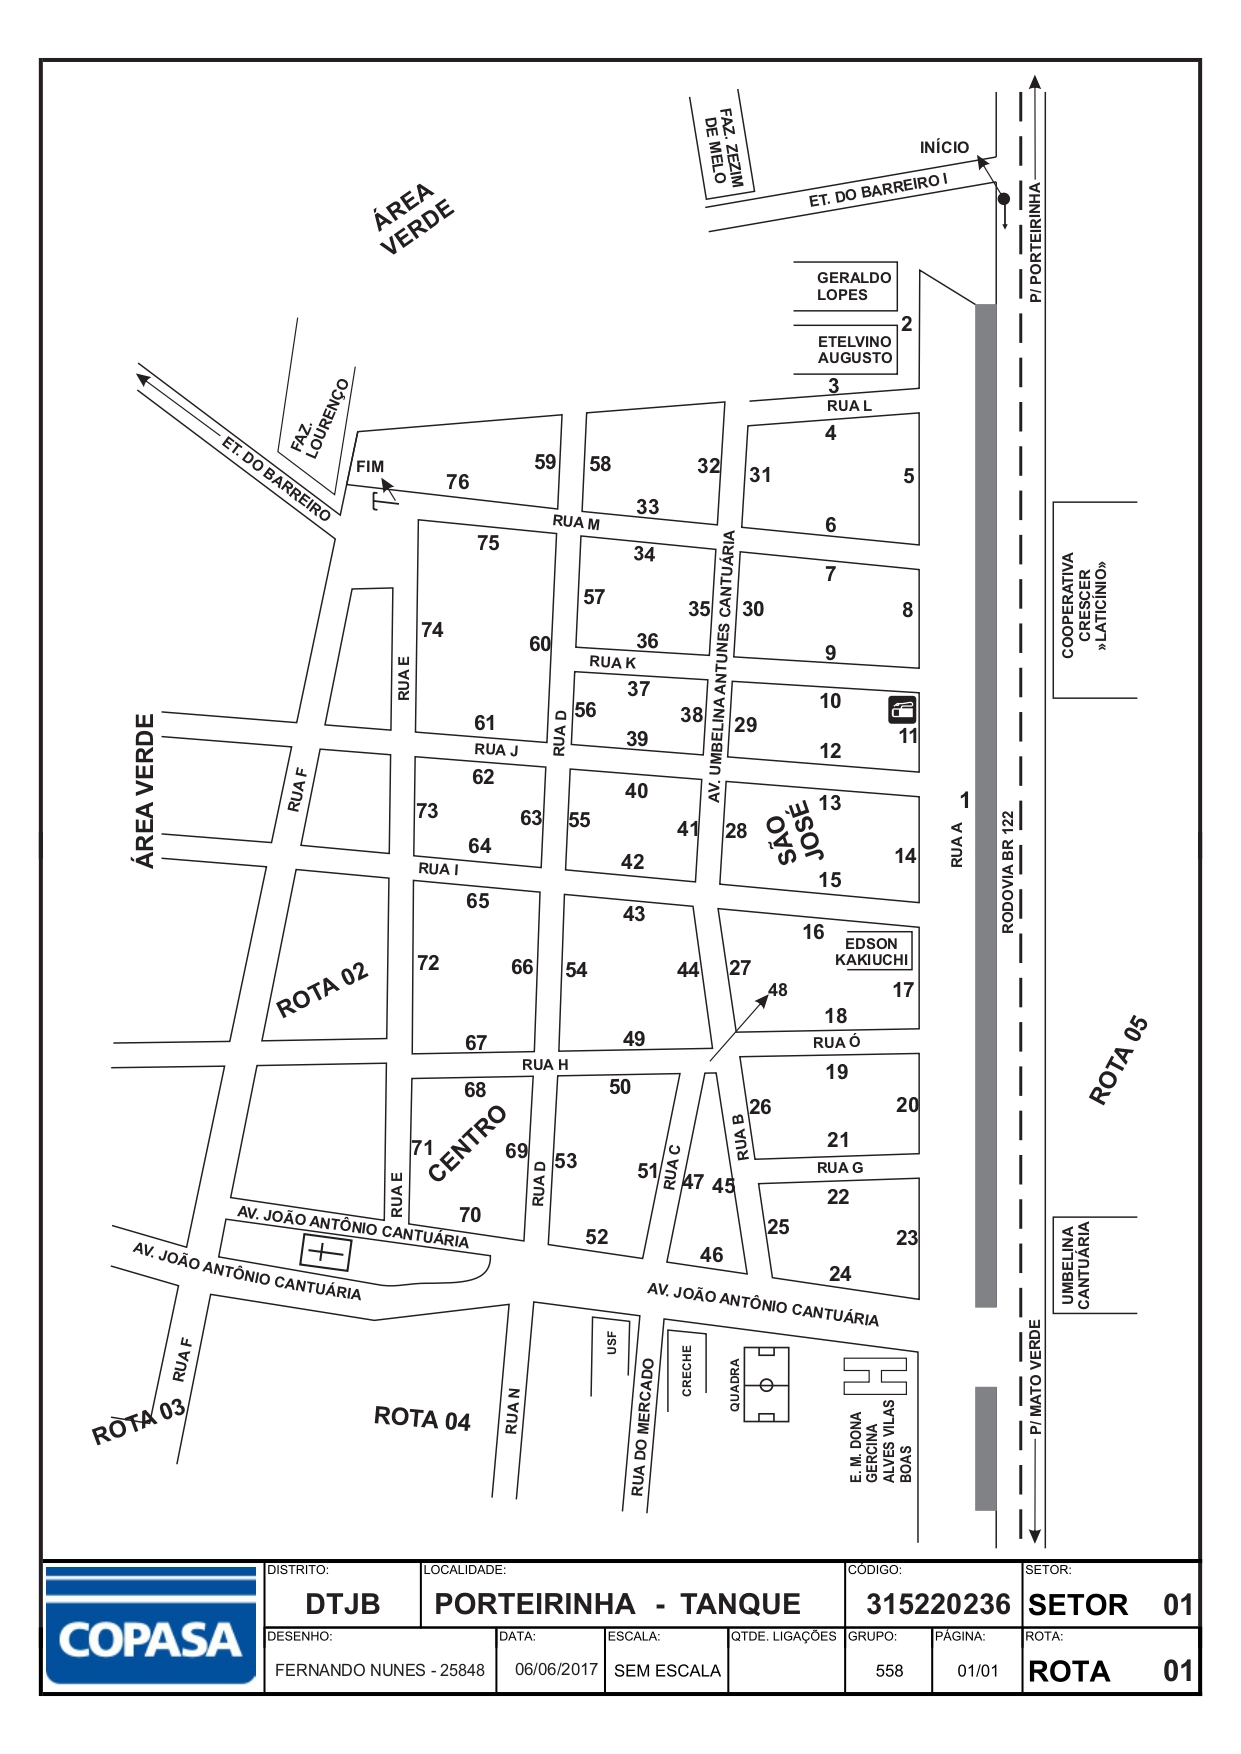 FAZ. ZEZIM
DE MELO
INÍCIO
ET. DO BARREIRO I
P/ PORTEIRINHA
ÁREA
VERDE
GERALDO
LOPES
2
ETELVINO
AUGUSTO
3
RUA L
FAZ.
LOURENÇO
ET. DO BARREIRO
FIM
76
59
58
32
33
31
4
5
6
RUA M
75
34
7
57
35
30
8
74
60
36
9
RUA E
RUA K
AV. UMBELINA ANTUNES CANTUÁRIA
COOPERATIVA
CRESCER
»LATICÍNIO»
37
10
56
38
29
11
61
39
12
RUA D
RUA J
ÁREA VERDE
RUA F
62
40
13
1
73
63
55
41
28
SÃO
JOSÉ
14
RUA A
RODOVIA BR 122
64
42
15
RUA I
65
43
16
EDSON
KAKIUCHI
72
66
54
44
27
48
17
ROTA 02
67
49
18
RUA Ó
RUA H
ROTA 05
68
50
19
CENTRO
26
20
71
69
53
51
RUA C
RUA B
21
47
45
RUA G
RUA E
RUA D
22
70
52
46
25
23
24
AV. JOÃO ANTÔNIO CANTUÁRIA
AV. JOÃO ANTÔNIO CANTUÁRIA
AV. JOÃO ANTÔNIO CANTUÁRIA
UMBELINA
CANTUÁRIA
RUA F
USF
CRECHE
QUADRA
P/ MATO VERDE
ROTA 03
ROTA 04
RUA N
RUA DO MERCADO
E. M. DONA
GERCINA
ALVES VILAS
BOAS
COPASA
DISTRITO:
DTJB
LOCALIDADE:
PORTEIRINHA - TANQUE
CÓDIGO:
315220236
SETOR:
SETOR 01
DESENHO:
FERNANDO NUNES - 25848
DATA:
06/06/2017
ESCALA:
SEM ESCALA
QTDE. LIGAÇÕES
GRUPO:
558
PÁGINA:
01/01
ROTA:
ROTA 01